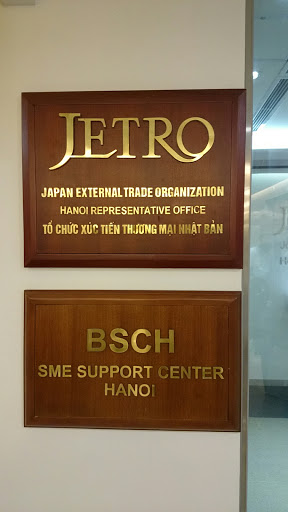 JETRO
JAPAN EXTERNAL TRADE ORGANIZATION
HANOI REPRESENTATIVE OFFICE
TỔ CHỨC XÚC TIẾN THƯƠNG MẠI NHẬT BẢN
BSCH
SME SUPPORT CENTER
HANOI